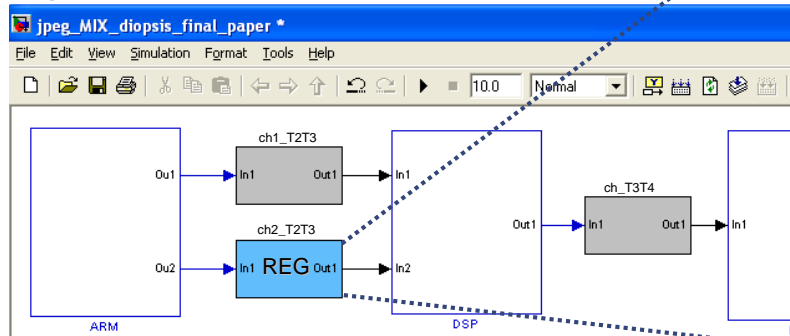 jpeg_MIX_diopsis_final_paper *
File Edit View Simulation Format Tools Help
10.0 Normal
ch1_T2T3
Ou1 In1 Out1 In1
ch_T3T4
Out1 In1 Out1 In1
ch2_T2T3
Ou2 In1 REG Out1 In2
ARM
DSP